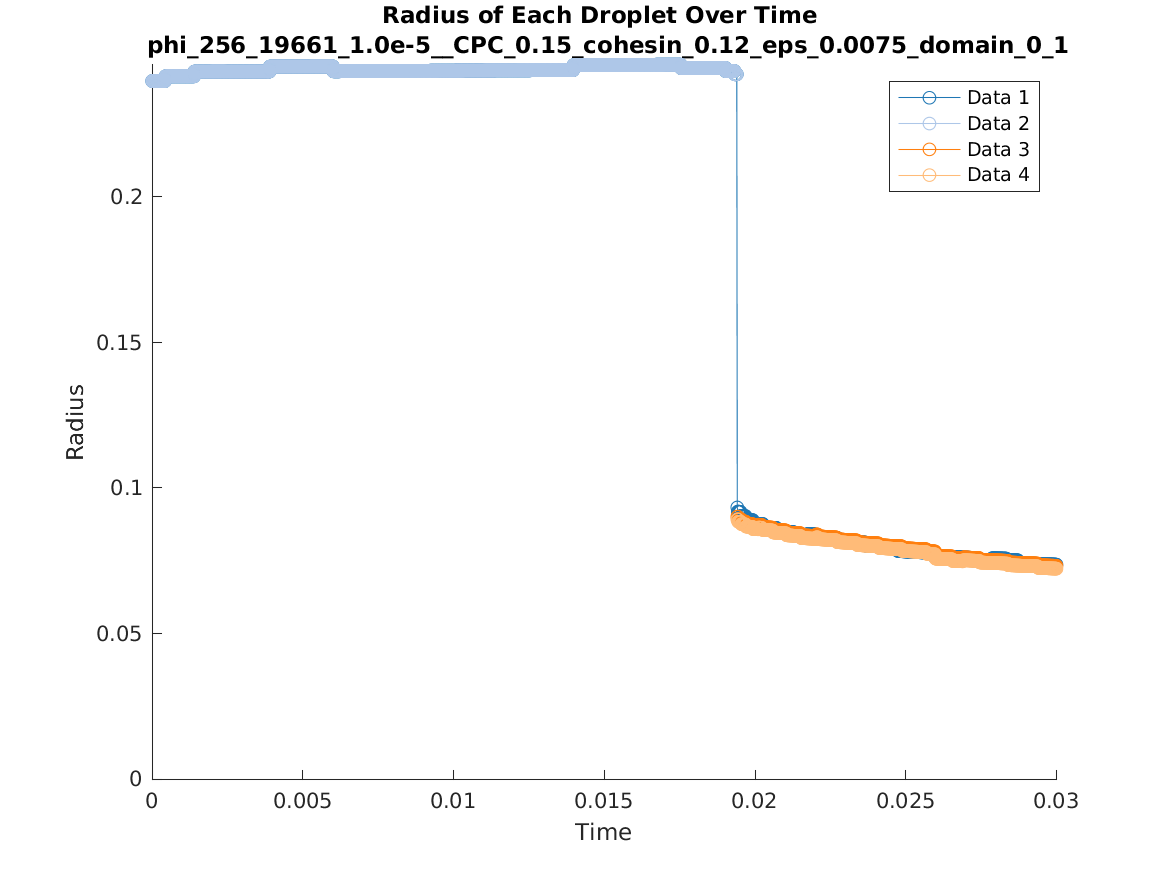 Radius of Each Droplet Over Time
phi_256_19661_1.0e-5__CPC_0.15_cohesin_0.12_eps_0.0075_domain_0_1
Data 1
Data 2
Data 3
Data 4
0.2
0.15
0.1
0.05
0
Radius
0
0.005
0.01
0.015
0.02
0.025
0.03
Time